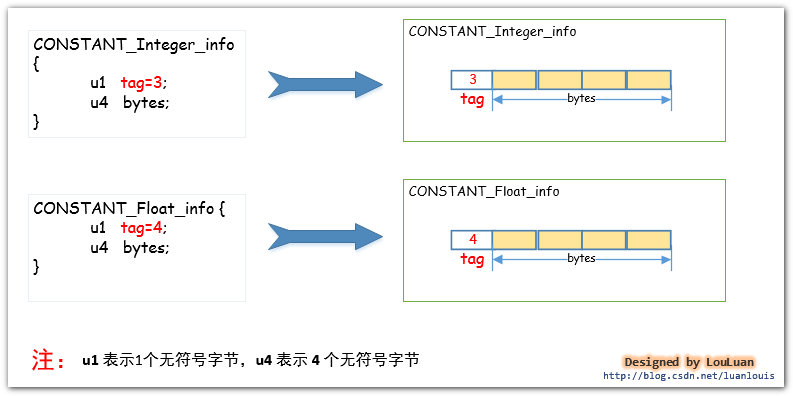 CONSTANT_Integer_info
{
u1 tag=3;
u4 bytes;
}
CONSTANT_Integer_info
3
tag
bytes
CONSTANT_Float_info {
u1 tag=4;
u4 bytes;
}
CONSTANT_Float_info
4
tag
bytes
注： u1 表示1个无符号字节，u4 表示 4 个无符号字节
Designed by LouLuan
http://blog.csdn.net/luanlouis